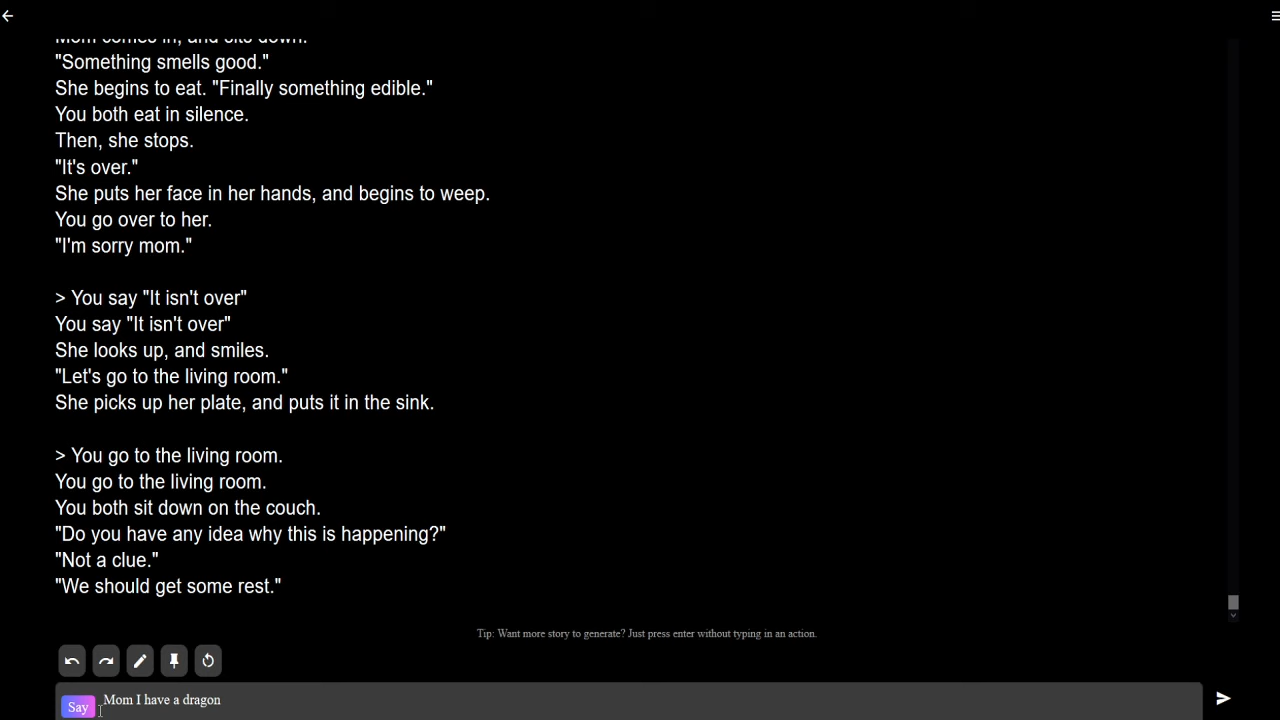 Mom comes in, and sits down.
"Something smells good."
She begins to eat. "Finally something edible."
You both eat in silence.
Then, she stops.
"It's over."
She puts her face in her hands, and begins to weep.
You go over to her.
"I'm sorry mom."
> You say "It isn't over"
You say "It isn't over"
She looks up, and smiles.
"Let's go to the living room."
She picks up her plate, and puts it in the sink.
> You go to the living room.
You go to the living room.
You both sit down on the couch.
"Do you have any idea why this is happening?"
"Not a clue."
"We should get some rest."
Tip: Want more story to generate? Just press enter without typing in an action.
Say Mom I have a dragon